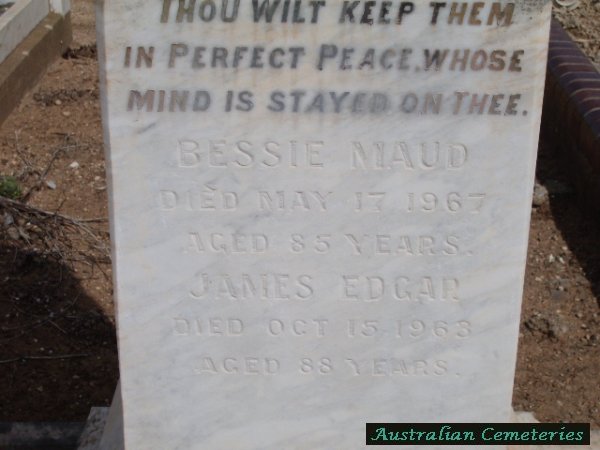 THOU WILT KEEP THEM
IN PERFECT PEACE, WHOSE
MIND IS STAYED ON THEE.
BESSIE MAUD
DIED MAY 17 1967
AGED 85 YEARS.
JAMES EDGAR
DIED OCT 15 1963
AGED 88 YEARS.
Australian Cemeteries